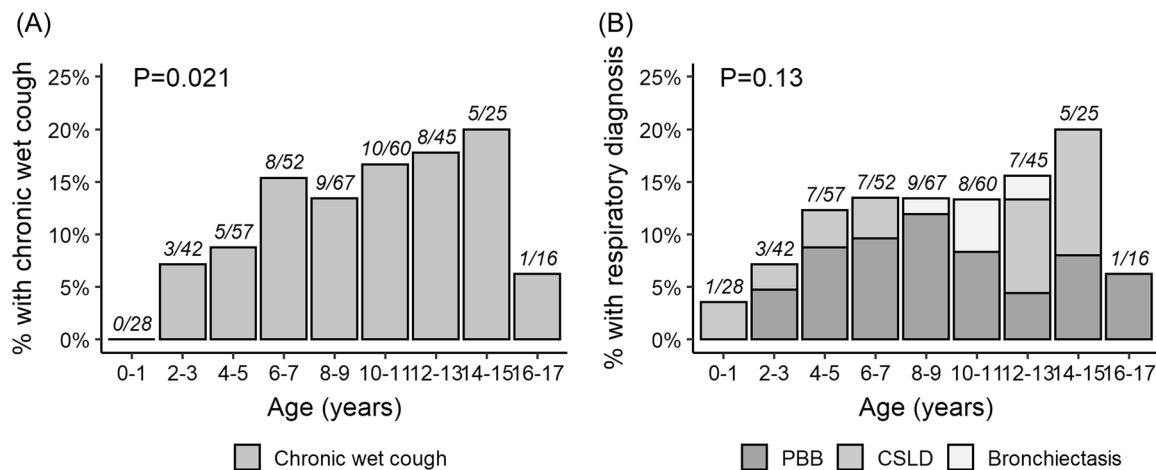 (A)
P=0.021
% with chronic wet cough
25%
20%
15%
10%
5%
0%
0/28
3/42
5/57
8/52
9/67
10/60
8/45
5/25
1/16
0-1 2-3 4-5 6-7 8-9 10-11 12-13 14-15 16-17
Age (years)
Chronic wet cough
(B)
P=0.13
% with respiratory diagnosis
25%
20%
15%
10%
5%
0%
1/28
3/42
7/57
7/52
9/67
8/60
7/45
5/25
1/16
0-1 2-3 4-5 6-7 8-9 10-11 12-13 14-15 16-17
Age (years)
PBB CSLD Bronchiectasis